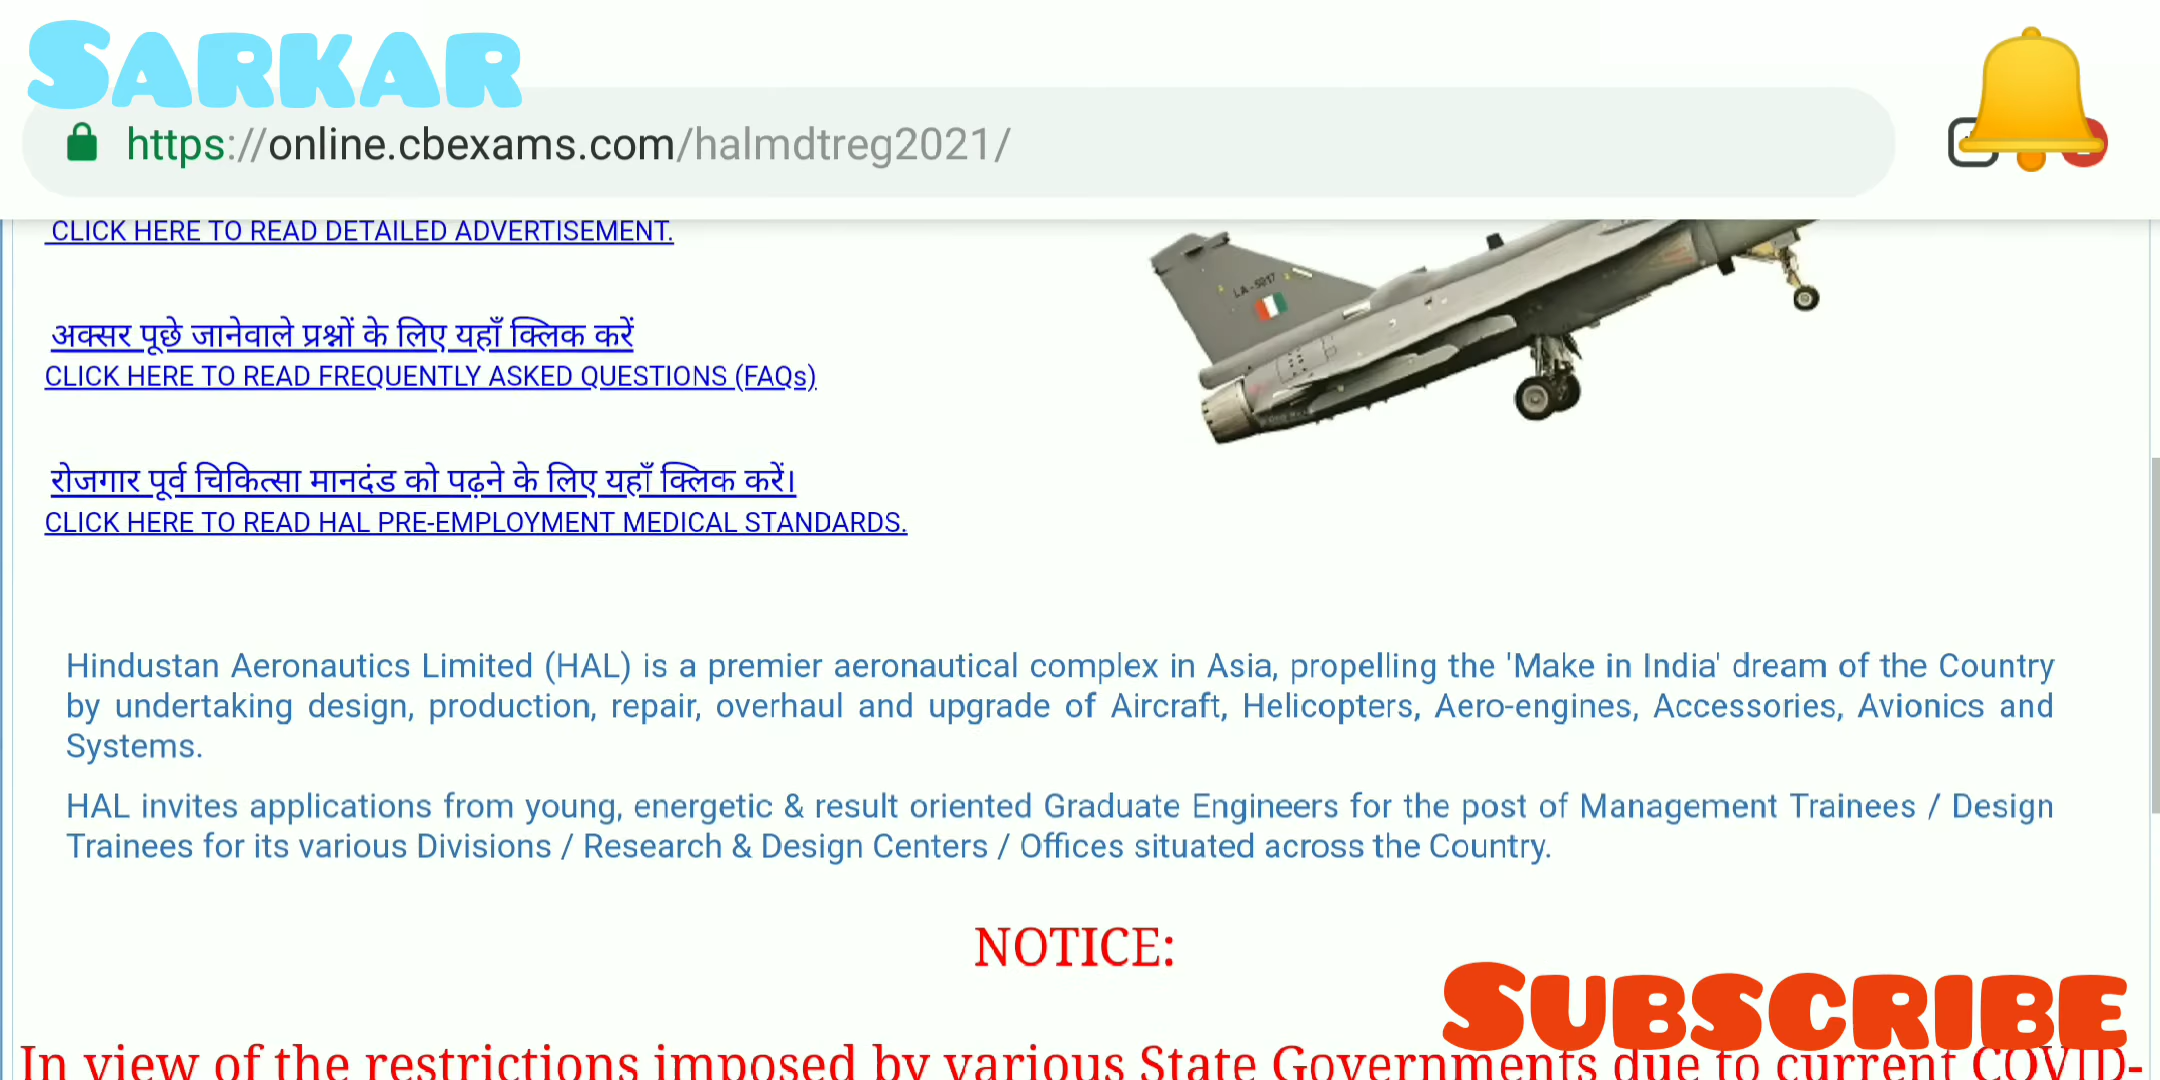 SARKAR
https://online.cbexams.com/halmdtreg2021/
CLICK HERE TO READ DETAILED ADVERTISEMENT.
LA-5017
अक्सर पूछे जानेवाले प्रश्नों के लिए यहाँ क्लिक करें
CLICK HERE TO READ FREQUENTLY ASKED QUESTIONS (FAQs)
रोजगार पूर्व चिकित्सा मानदंड को पढ़ने के लिए यहाँ क्लिक करें।
CLICK HERE TO READ HAL PRE-EMPLOYMENT MEDICAL STANDARDS.
Hindustan Aeronautics Limited (HAL) is a premier aeronautical complex in Asia, propelling the 'Make in India' dream of the Country
by undertaking design, production, repair, overhaul and upgrade of Aircraft, Helicopters, Aero-engines, Accessories, Avionics and
Systems.
HAL invites applications from young, energetic & result oriented Graduate Engineers for the post of Management Trainees / Design
Trainees for its various Divisions / Research & Design Centers / Offices situated across the Country.
NOTICE:
SUBSCRIBE
In view of the restrictions imposed by various State Governments due to current COVID-